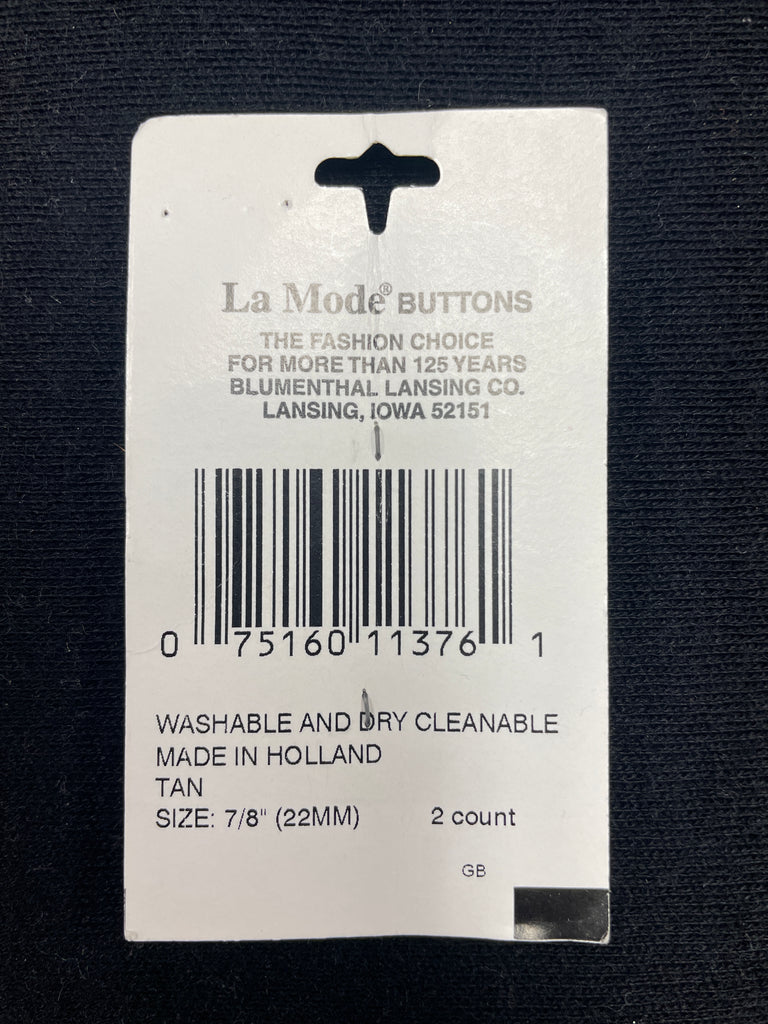 La Mode® BUTTONS
THE FASHION CHOICE
FOR MORE THAN 125 YEARS
BLUMENTHAL LANSING CO.
LANSING, IOWA 52151
0 75160 11376 1
WASHABLE AND DRY CLEANABLE
MADE IN HOLLAND
TAN
SIZE: 7/8" (22MM) 2 count
GB